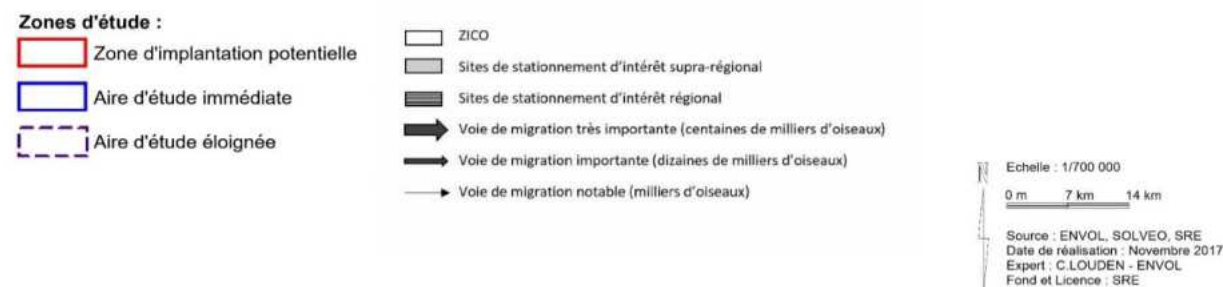 Zones d'étude :
Zone d'implantation potentielle
Aire d'étude immédiate
Aire d'étude éloignée
ZICO
Sites de stationnement d'intérêt supra-régional
Sites de stationnement d'intérêt régional
Voie de migration très importante (centaines de milliers d'oiseaux)
Voie de migration importante (dizaines de milliers d'oiseaux)
Voie de migration notable (milliers d'oiseaux)
N
Echelle : 1/700 000
0 m 7 km 14 km
Source : ENVOL, SOLVEO, SRE
Date de réalisation : Novembre 2017
Expert : C.LOUDEN - ENVOL
Fond et Licence : SRE